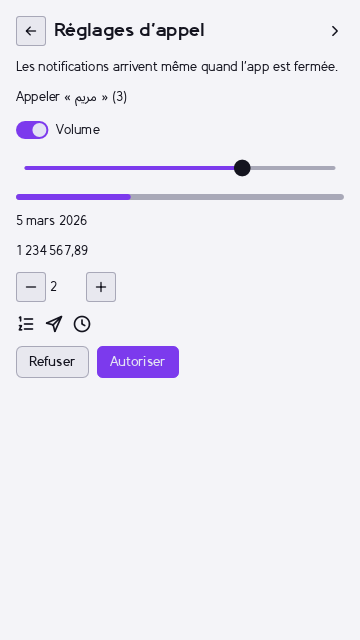 Réglages d’appel
Les notifications arrivent même quand l’app est fermée.
Appeler « مريم » (3)
Volume
5 mars 2026
1 234 567,89
2
Refuser
Autoriser